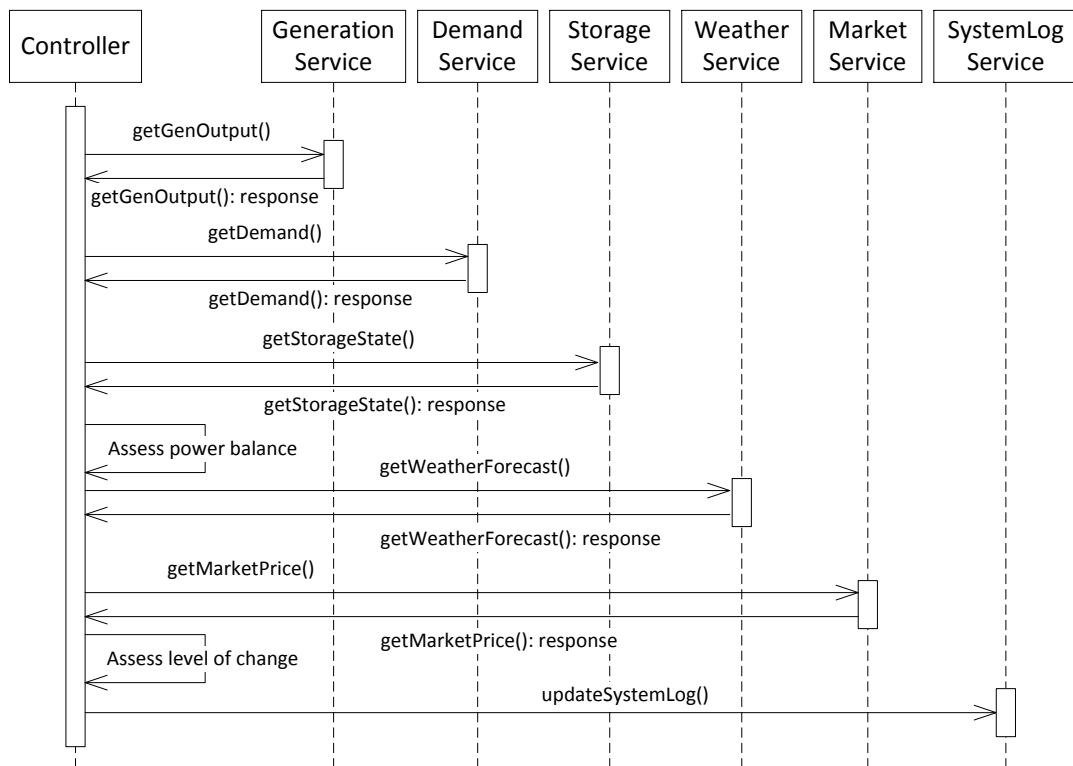 Controller
Generation
Service
Demand
Service
Storage
Service
Weather
Service
Market
Service
SystemLog
Service
getGenOutput()
getGenOutput(): response
getDemand()
getDemand(): response
getStorageState()
getStorageState(): response
Assess power balance
getWeatherForecast()
getWeatherForecast(): response
getMarketPrice()
getMarketPrice(): response
Assess level of change
updateSystemLog()